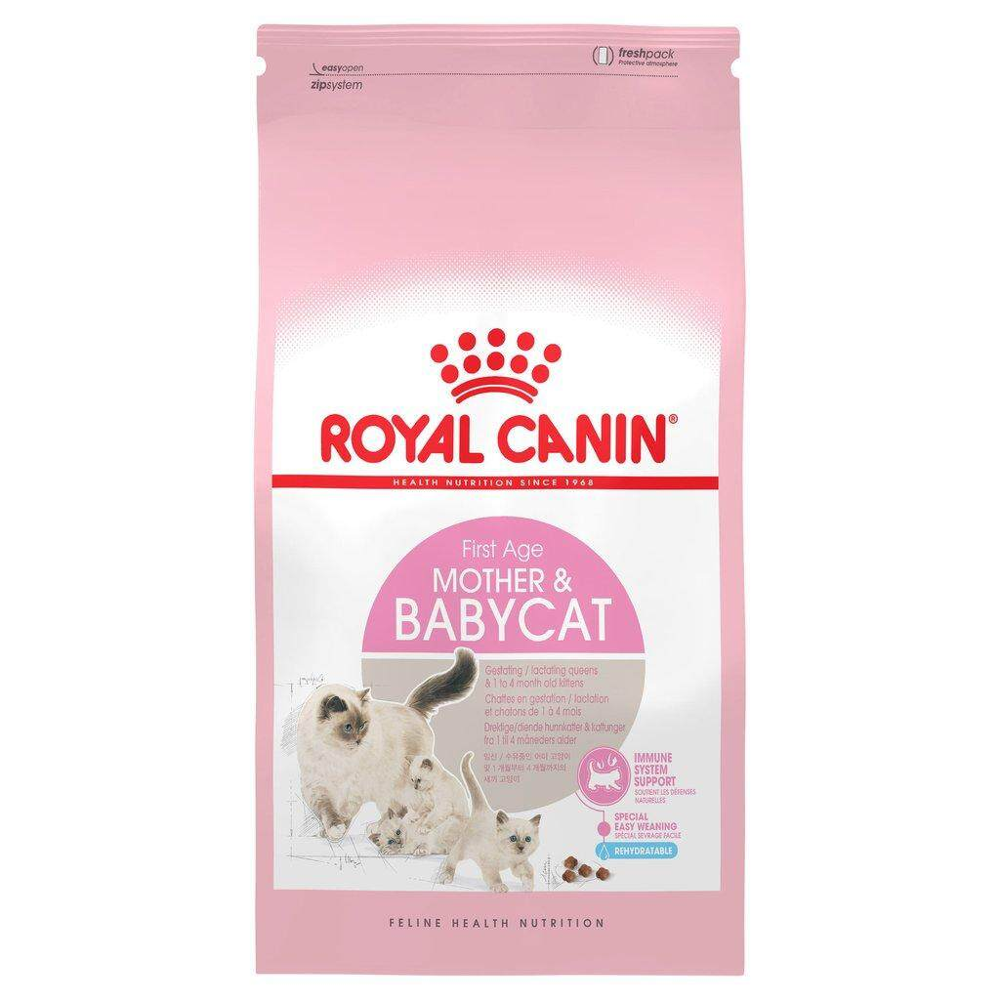 easyopen
zipsystem
freshpack
Protective atmosphere
ROYAL CANIN®
HEALTH NUTRITION SINCE 1968
First Age
MOTHER &
BABYCAT
Gestating / lactating queens
& 1 to 4 month old kittens
Chattes en gestation / lactation
et chatons de 1 à 4 mois
Drektige/diende hunnkatter & kattunger
fra 1 til 4 måneders alder
임신 / 수유중인 어미 고양이
및 1개월부터 4개월까지의
새끼 고양이
IMMUNE
SYSTEM
SUPPORT
SOUTIENT LES DÉFENSES
NATURELLES
SPECIAL
EASY WEANING
SPÉCIAL SEVRAGE FACILE
REHYDRATABLE
FELINE HEALTH NUTRITION